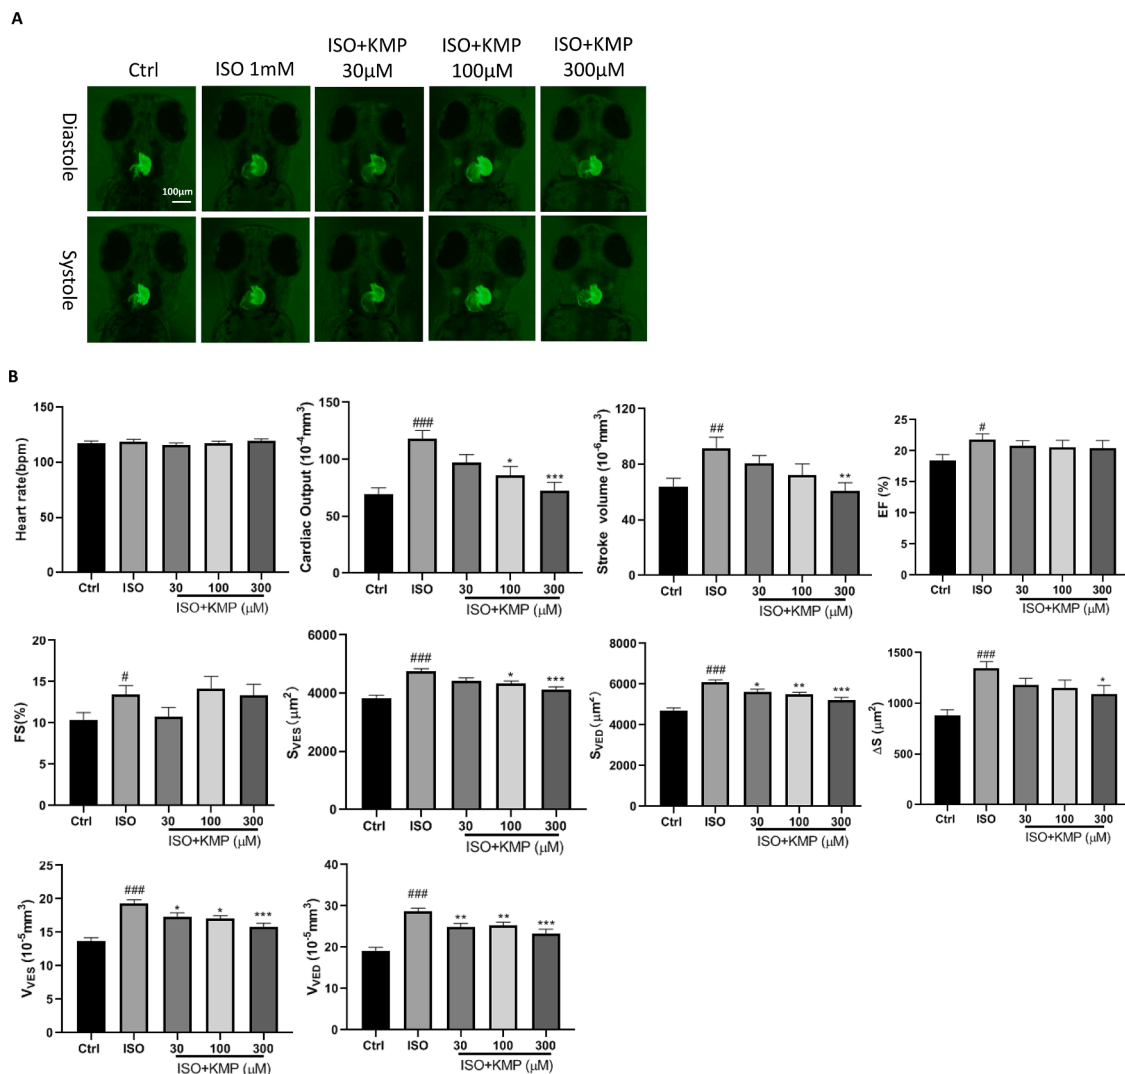 A
Ctrl
ISO 1mM
ISO+KMP
30μM
ISO+KMP
100μM
ISO+KMP
300μM
Diastole
100μm
Systole
B
Heart rate(bpm)
150
100
50
0
Ctrl ISO 30 100 300
ISO+KMP (μM)
Cardiac Output (10⁻⁴mm³)
150
100
50
0
###
*
***
Ctrl ISO 30 100 300
ISO+KMP (μM)
Stroke volume (10⁻⁶mm³)
120
80
40
0
##
**
Ctrl ISO 30 100 300
ISO+KMP (μM)
EF (%)
25
20
15
10
5
0
#
Ctrl ISO 30 100 300
ISO+KMP (μM)
FS(%)
20
15
10
5
0
#
Ctrl ISO 30 100 300
ISO+KMP (μM)
S_VES (μm²)
6000
4000
2000
0
###
*
***
Ctrl ISO 30 100 300
ISO+KMP (μM)
S_VED (μm²)
8000
6000
4000
2000
0
###
*
**
***
Ctrl ISO 30 100 300
ISO+KMP (μM)
ΔS (μm²)
1500
1000
500
0
###
*
Ctrl ISO 30 100 300
ISO+KMP (μM)
V_VES (10⁻⁵mm³)
25
20
15
10
5
0
###
*
*
***
Ctrl ISO 30 100 300
ISO+KMP (μM)
V_VED (10⁻⁵mm³)
40
30
20
10
0
###
**
**
***
Ctrl ISO 30 100 300
ISO+KMP (μM)